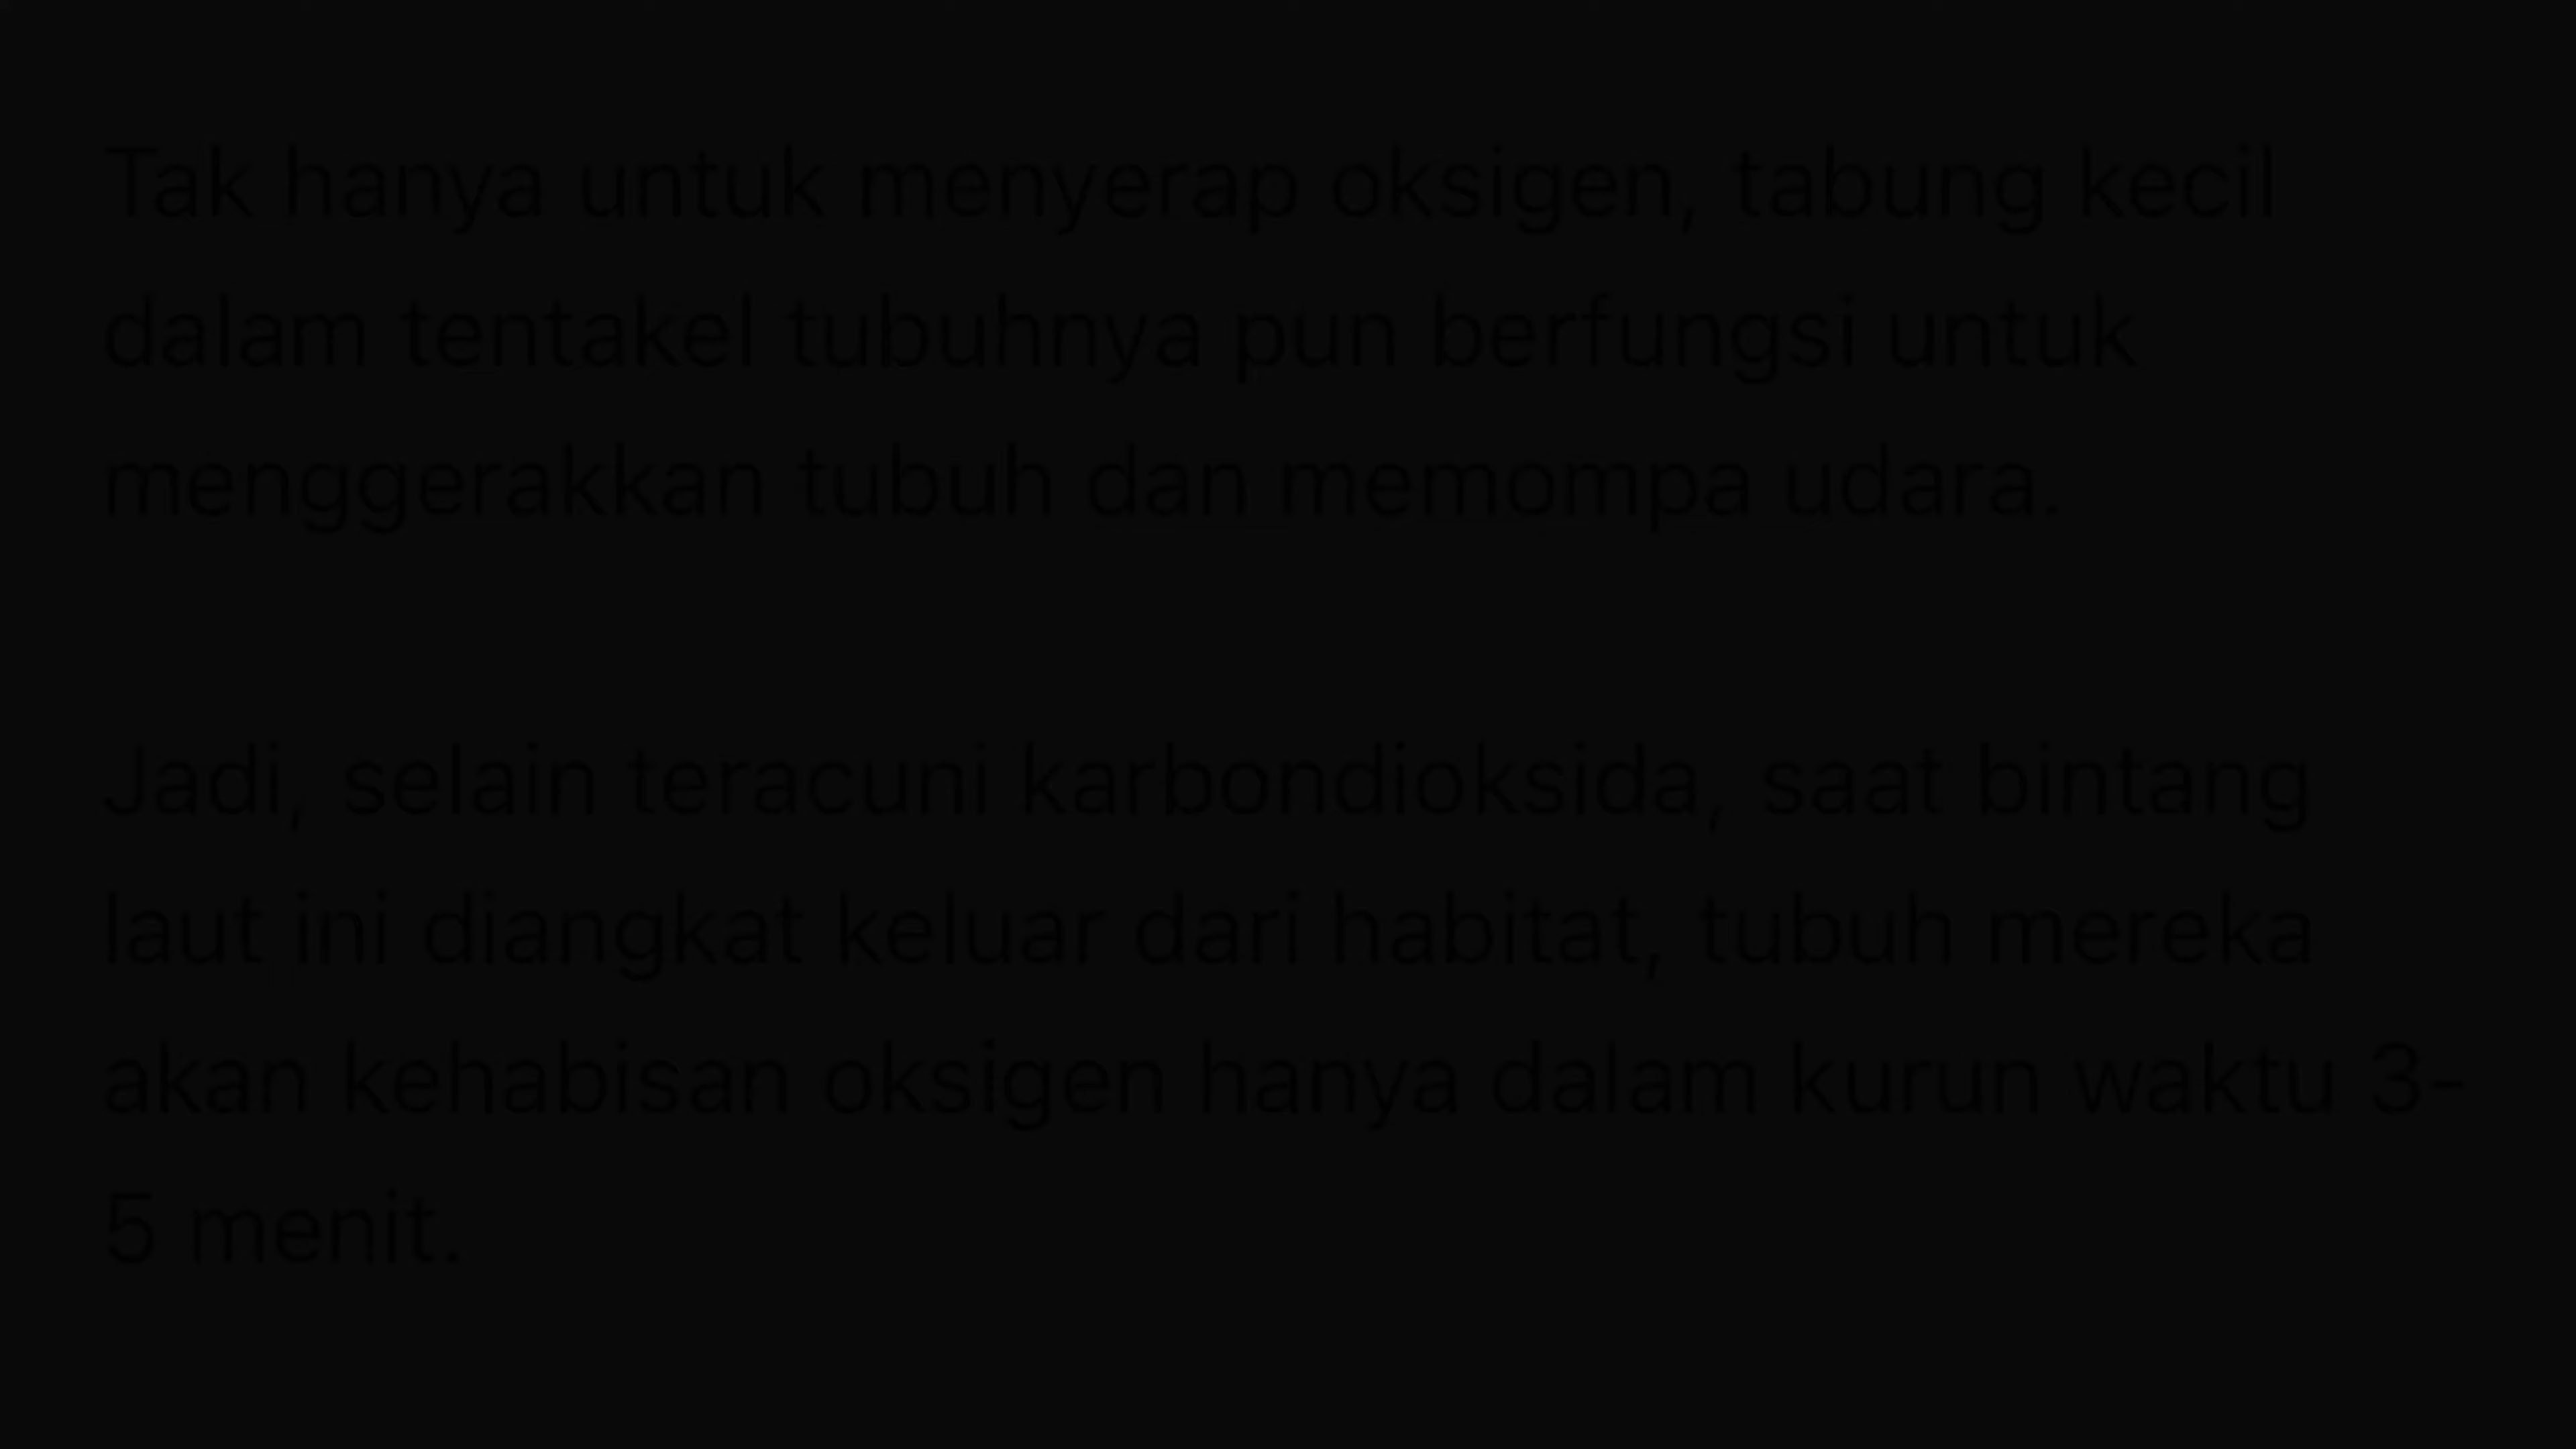 Tak hanya untuk menyerap oksigen, tabung kecil
dalam tentakel tubuhnya pun berfungsi untuk
menggerakkan tubuh dan memompa udara.
Jadi, selain teracuni karbondioksida, saat bintang
laut ini diangkat keluar dari habitat, tubuh mereka
akan kehabisan oksigen hanya dalam kurun waktu 3-
5 menit.